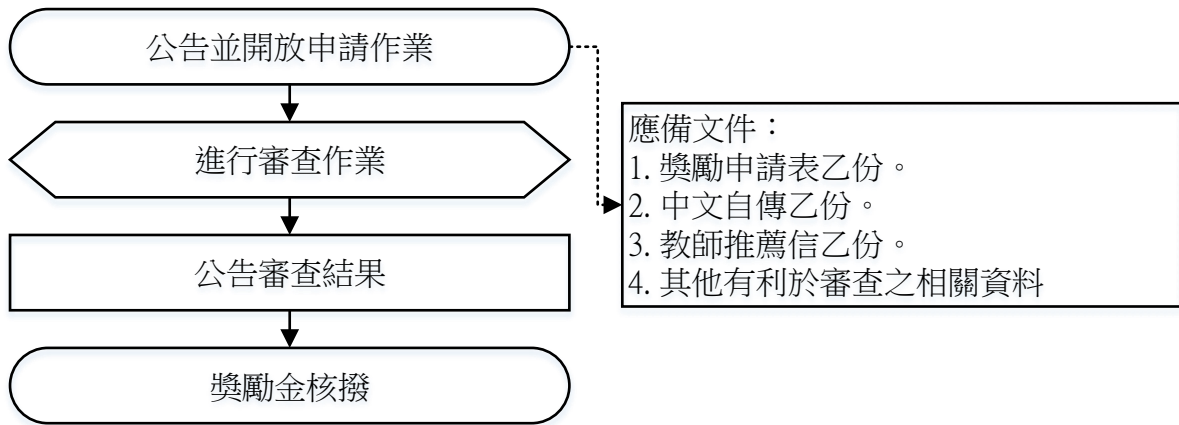 公告並開放申請作業
進行審查作業
公告審查結果
獎勵金核撥
應備文件：
1. 獎勵申請表乙份。
2. 中文自傳乙份。
3. 教師推薦信乙份。
4. 其他有利於審查之相關資料